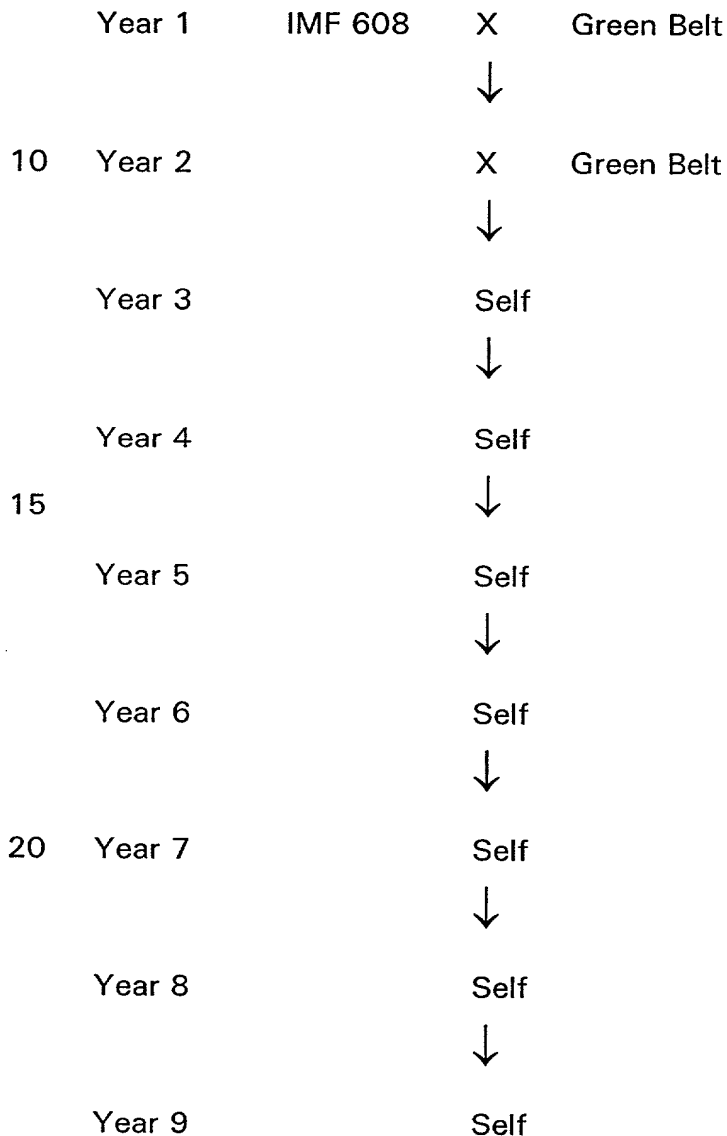 Year 1 IMF 608 X Green Belt
↓
10 Year 2 X Green Belt
↓
Year 3 Self
↓
Year 4 Self
15 ↓
Year 5 Self
↓
Year 6 Self
↓
20 Year 7 Self
↓
Year 8 Self
↓
Year 9 Self